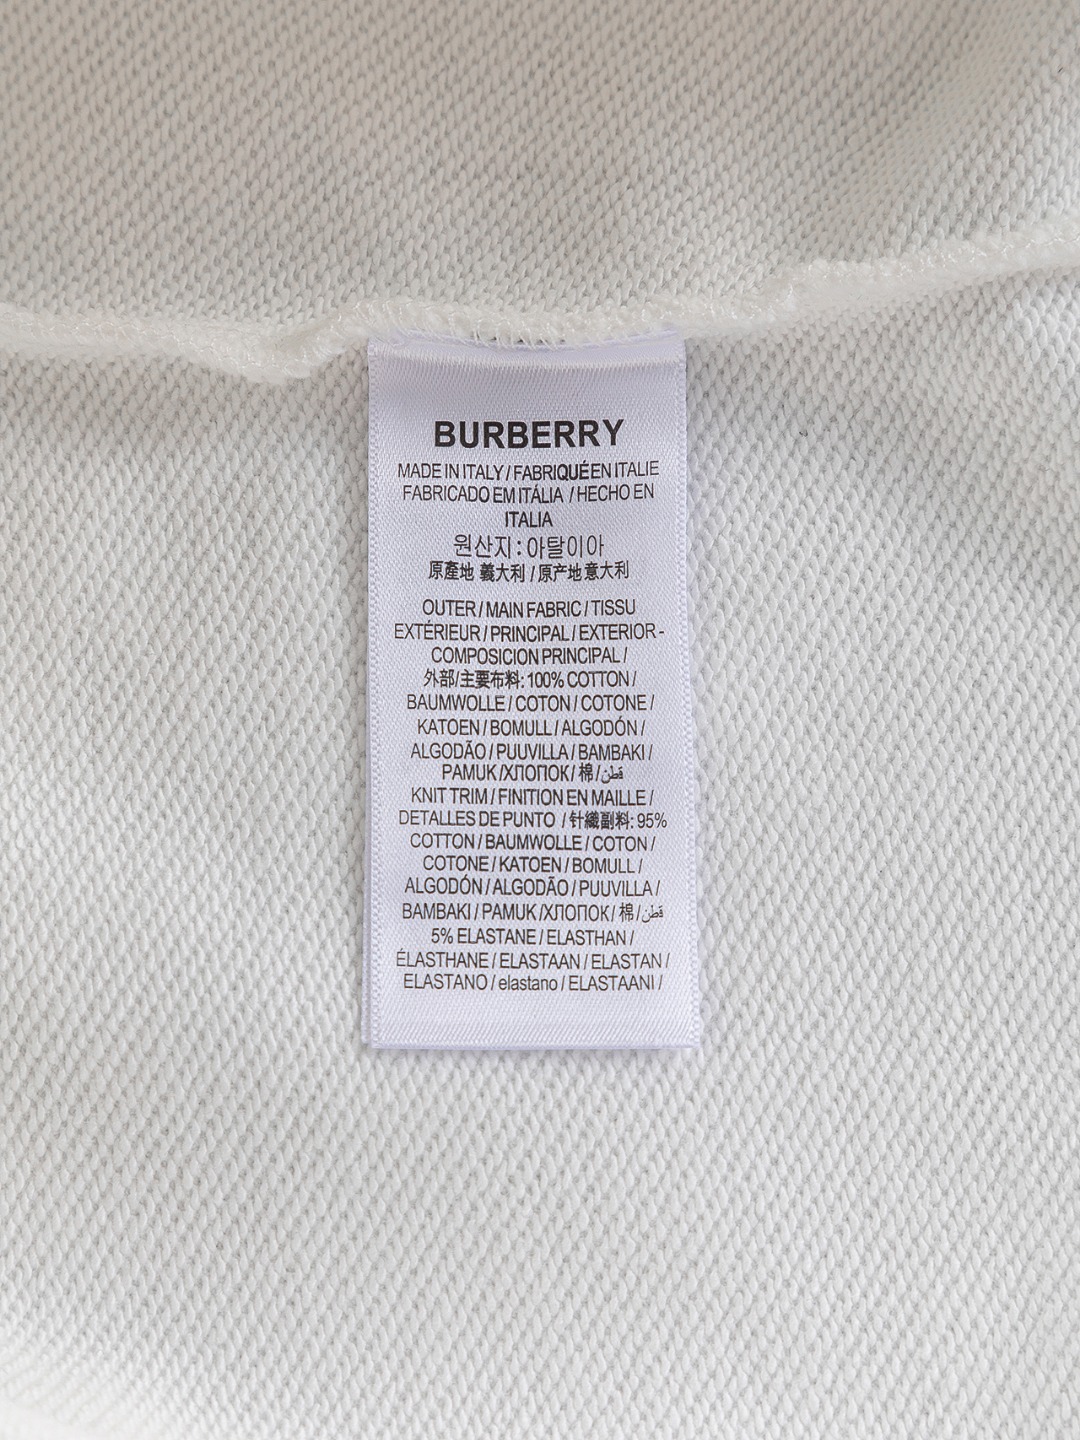 BURBERRY
MADE IN ITALY / FABRIQUÉ EN ITALIE
FABRICADO EM ITÁLIA / HECHO EN
ITALIA
원산지 : 아탈이아
原產地 義大利 / 原产地 意大利
OUTER / MAIN FABRIC / TISSU
EXTÉRIEUR / PRINCIPAL / EXTERIOR -
COMPOSICION PRINCIPAL /
外部/主要布料: 100% COTTON /
BAUMWOLLE / COTON / COTONE /
KATOEN / BOMULL / ALGODÓN /
ALGODÃO / PUUVILLA / BAMBAKI /
PAMUK /ХЛОПОК/ 棉 / قطن
KNIT TRIM / FINITION EN MAILLE /
DETALLES DE PUNTO / 针織副料: 95%
COTTON / BAUMWOLLE / COTON /
COTONE / KATOEN / BOMULL /
ALGODÓN / ALGODÃO / PUUVILLA /
BAMBAKI / PAMUK /ХЛОПОК/ 棉 / قطن
5% ELASTANE / ELASTHAN /
ÉLASTHANE / ELASTAAN / ELASTAN /
ELASTANO / elastano / ELASTAANI /